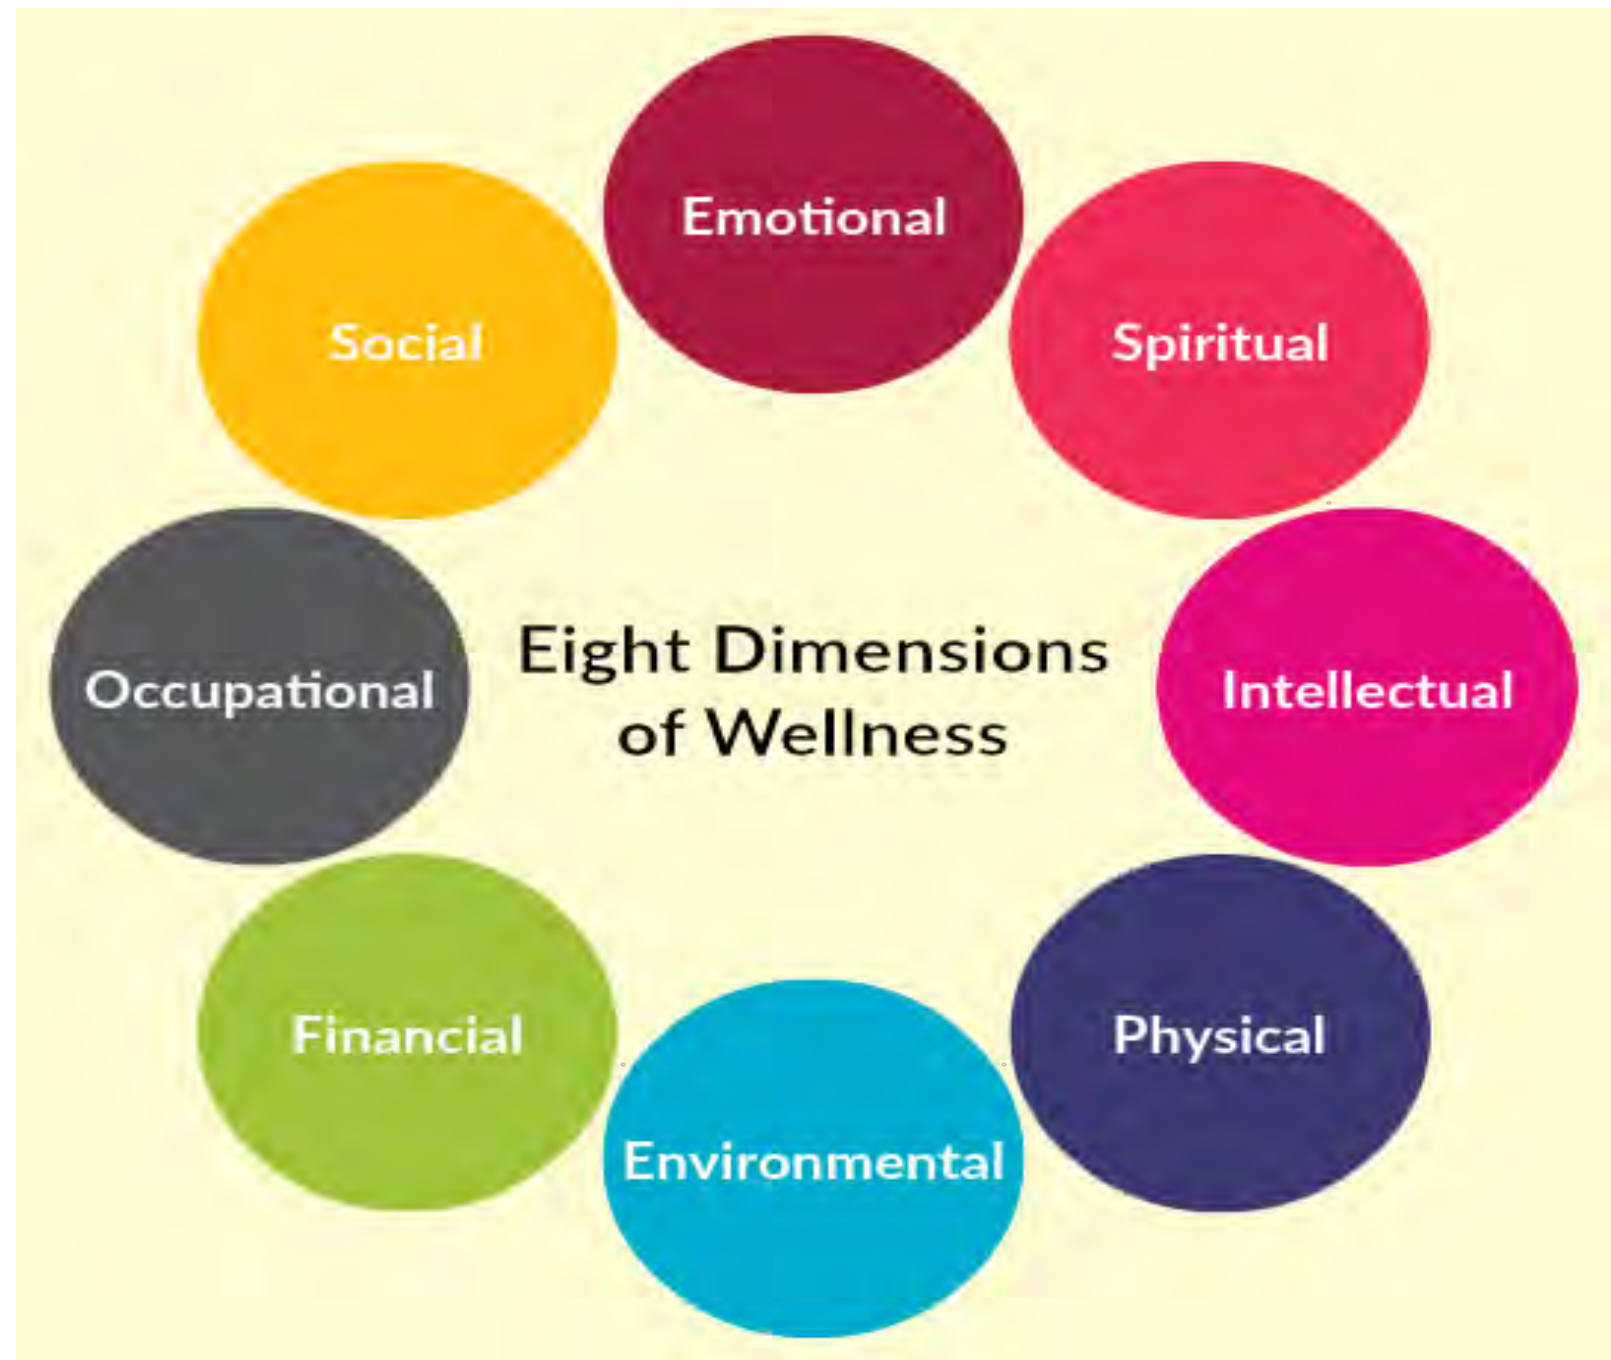 Emotional
Spiritual
Social
Eight Dimensions
of Wellness
Occupational
Intellectual
Financial
Physical
Environmental